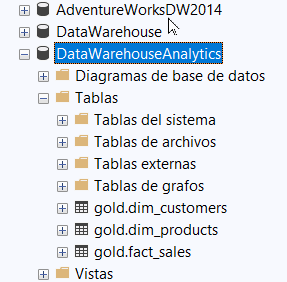 AdventureWorksDW2014
DataWarehouse
DataWarehouseAnalytics
Diagramas de base de datos
Tablas
Tablas del sistema
Tablas de archivos
Tablas externas
Tablas de grafos
gold.dim_customers
gold.dim_products
gold.fact_sales
Vistas